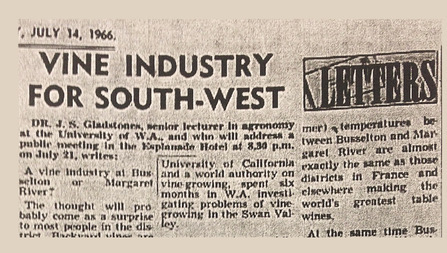 , JULY 14, 1966.
VINE INDUSTRY
FOR SOUTH-WEST
LETTERS
DR. J. S. Gladstones, senior lecturer in agronomy
at the University of W.A., and who will address a
public meeting in the Esplanade Hotel at 8.30 p.m.
on July 21, writes:
A vine industry at Bus-
selton or Margaret
River?
The thought will pro-
bably come as a surprise
to most people in the dis-
trict. Backyard vines are
University of California
and a world authority on
vine-growing, spent six
months in W.A. investi-
gating problems of vine-
growing in the Swan Val-
ley.
mer) temperatures be-
tween Busselton and Mar-
garet River are almost
exactly the same as those
districts in France and
elsewhere making the
world's greatest table
wines.
At the same time Bus-